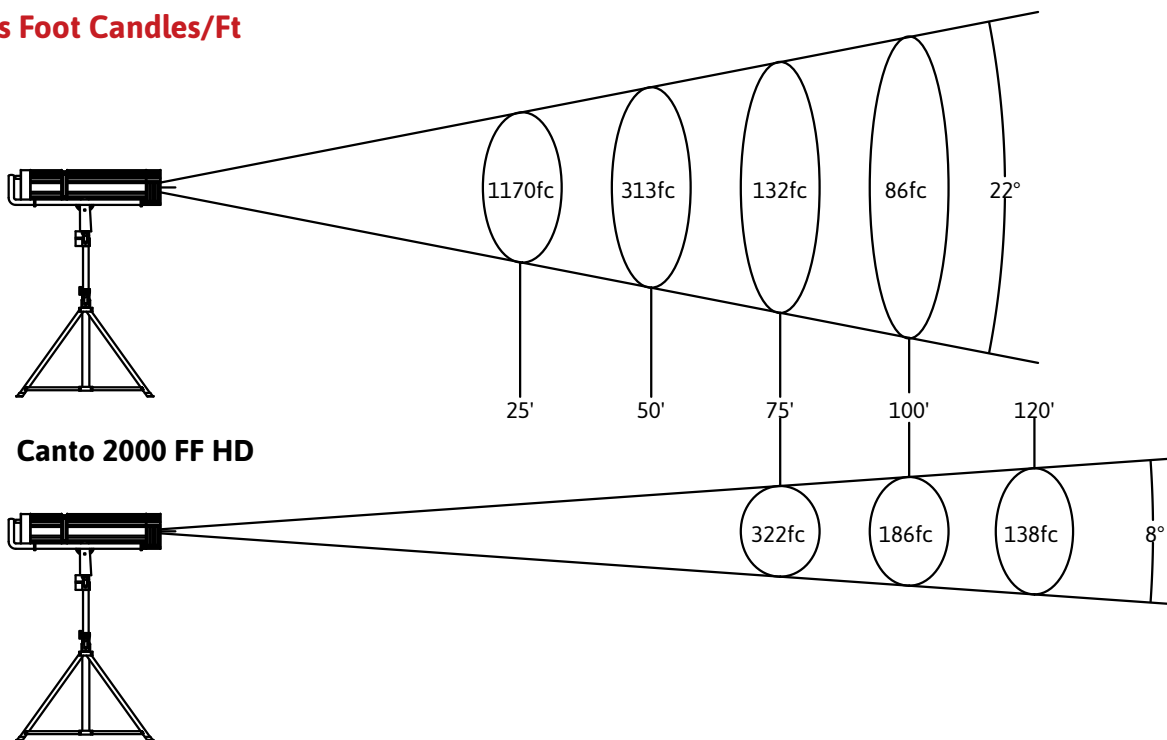 s Foot Candles/Ft
1170fc 313fc 132fc 86fc 22°
25' 50' 75' 100' 120'
Canto 2000 FF HD
322fc 186fc 138fc 8°